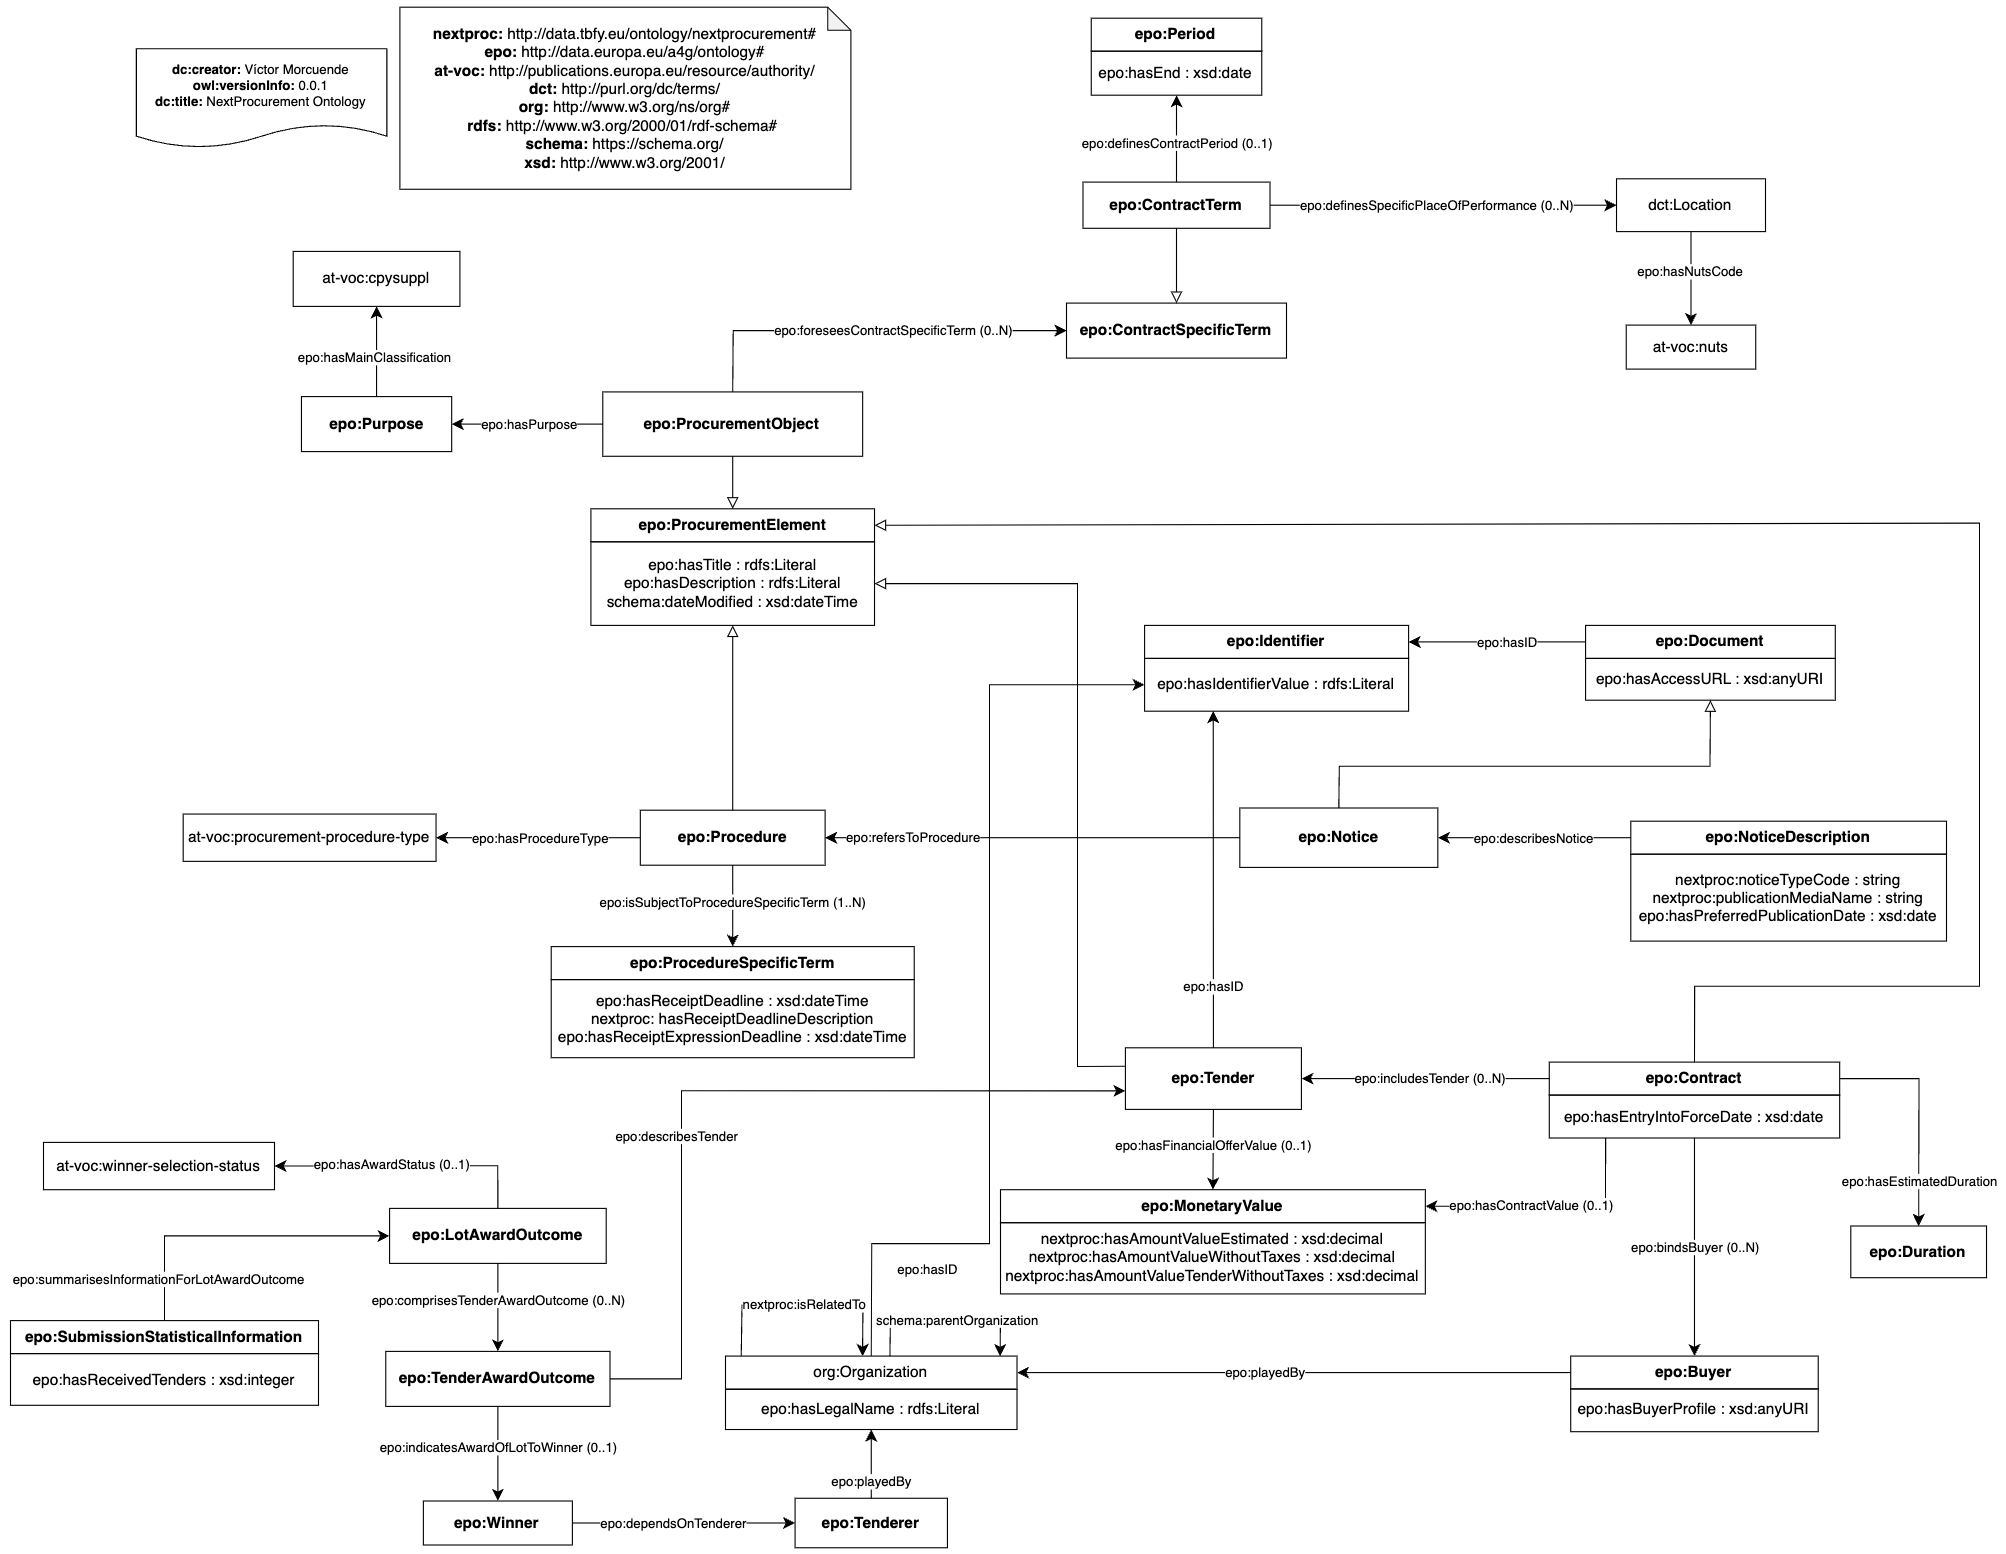 dc:creator: Víctor Morcuende
owl:versionInfo: 0.0.1
dc:title: NextProcurement Ontology
nextproc: http://data.tbfy.eu/ontology/nextprocurement#
epo: http://data.europa.eu/a4g/ontology#
at-voc: http://publications.europa.eu/resource/authority/
dct: http://purl.org/dc/terms/
org: http://www.w3.org/ns/org#
rdfs: http://www.w3.org/2000/01/rdf-schema#
schema: https://schema.org/
xsd: http://www.w3.org/2001/
epo:Period
epo:hasEnd : xsd:date
epo:definesContractPeriod (0..1)
epo:ContractTerm
epo:definesSpecificPlaceOfPerformance (0..N)
dct:Location
epo:hasNutsCode
at-voc:nuts
at-voc:cpysuppl
epo:hasMainClassification
epo:foreseesContractSpecificTerm (0..N)
epo:ContractSpecificTerm
epo:Purpose
epo:hasPurpose
epo:ProcurementObject
epo:ProcurementElement
epo:hasTitle : rdfs:Literal
epo:hasDescription : rdfs:Literal
schema:dateModified : xsd:dateTime
epo:Identifier
epo:hasIdentifierValue : rdfs:Literal
epo:hasID
epo:Document
epo:hasAccessURL : xsd:anyURI
at-voc:procurement-procedure-type
epo:hasProcedureType
epo:Procedure
epo:refersToProcedure
epo:Notice
epo:describesNotice
epo:NoticeDescription
nextproc:noticeTypeCode : string
nextproc:publicationMediaName : string
epo:hasPreferredPublicationDate : xsd:date
epo:isSubjectToProcedureSpecificTerm (1..N)
epo:ProcedureSpecificTerm
epo:hasReceiptDeadline : xsd:dateTime
nextproc: hasReceiptDeadlineDescription
epo:hasReceiptExpressionDeadline : xsd:dateTime
epo:hasID
epo:Tender
epo:includesTender (0..N)
epo:Contract
epo:hasEntryIntoForceDate : xsd:date
epo:describesTender
epo:hasFinancialOfferValue (0..1)
at-voc:winner-selection-status
epo:hasAwardStatus (0..1)
epo:hasEstimatedDuration
epo:MonetaryValue
nextproc:hasAmountValueEstimated : xsd:decimal
nextproc:hasAmountValueWithoutTaxes : xsd:decimal
nextproc:hasAmountValueTenderWithoutTaxes : xsd:decimal
epo:hasContractValue (0..1)
epo:LotAwardOutcome
epo:bindsBuyer (0..N)
epo:Duration
epo:summarisesInformationForLotAwardOutcome
epo:hasID
epo:comprisesTenderAwardOutcome (0..N)
nextproc:isRelatedTo
schema:parentOrganization
epo:SubmissionStatisticalInformation
epo:hasReceivedTenders : xsd:integer
epo:TenderAwardOutcome
org:Organization
epo:hasLegalName : rdfs:Literal
epo:playedBy
epo:Buyer
epo:hasBuyerProfile : xsd:anyURI
epo:indicatesAwardOfLotToWinner (0..1)
epo:playedBy
epo:Winner
epo:dependsOnTenderer
epo:Tenderer